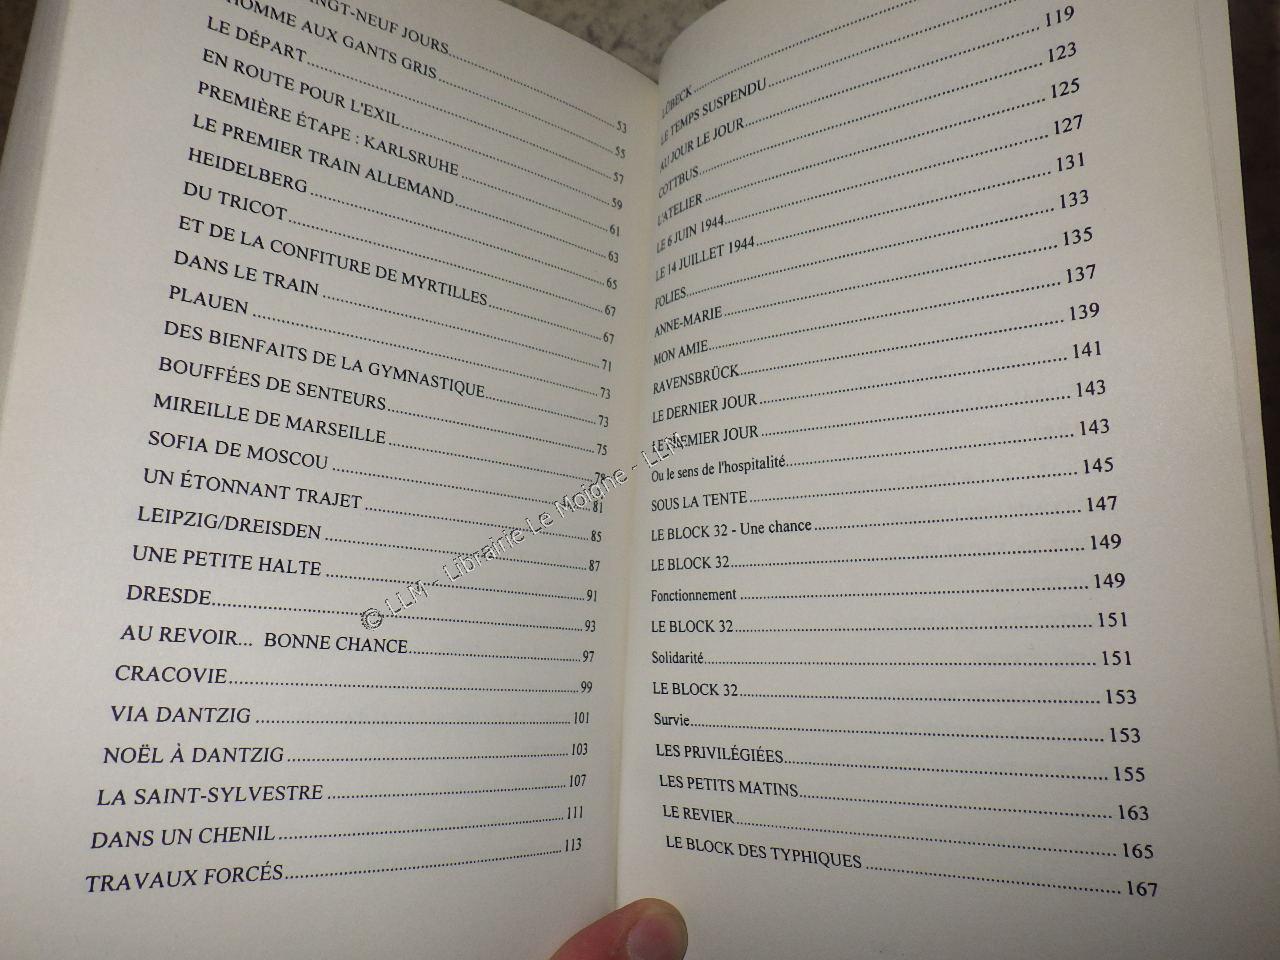 INGT-NEUF JOURS 53
HOMME AUX GANTS GRIS 55
LE DÉPART 57
EN ROUTE POUR L'EXIL 59
PREMIÈRE ÉTAPE : KARLSRUHE 61
LE PREMIER TRAIN ALLEMAND 63
HEIDELBERG 65
DU TRICOT 67
ET DE LA CONFITURE DE MYRTILLES 67
DANS LE TRAIN 71
PLAUEN 73
DES BIENFAITS DE LA GYMNASTIQUE 73
BOUFFÉES DE SENTEURS 75
MIREILLE DE MARSEILLE
SOFIA DE MOSCOU 81
UN ÉTONNANT TRAJET 85
LEIPZIG/DREISDEN 87
UNE PETITE HALTE 91
DRESDE 93
AU REVOIR... BONNE CHANCE 97
CRACOVIE 99
VIA DANTZIG 101
NOËL À DANTZIG 103
LA SAINT-SYLVESTRE 107
DANS UN CHENIL 111
TRAVAUX FORCÉS 113
LÜBECK
LE TEMPS SUSPENDU
AU JOUR LE JOUR 119
COTTBUS 123
L'ATELIER 125
LE 6 JUIN 1944 127
LE 14 JUILLET 1944 131
FOLIES 133
ANNE-MARIE 135
MON AMIE 137
RAVENSBRÜCK 139
LE DERNIER JOUR 141
LE PREMIER JOUR 143
Ou le sens de l'hospitalité 143
SOUS LA TENTE 145
LE BLOCK 32 - Une chance 147
LE BLOCK 32 149
Fonctionnement 149
LE BLOCK 32 151
Solidarité 151
LE BLOCK 32 153
Survie 153
LES PRIVILÉGIÉES 155
LES PETITS MATINS 163
LE REVIER 165
LE BLOCK DES TYPHIQUES 167
© LLM - Librairie Le Moigne - LLM